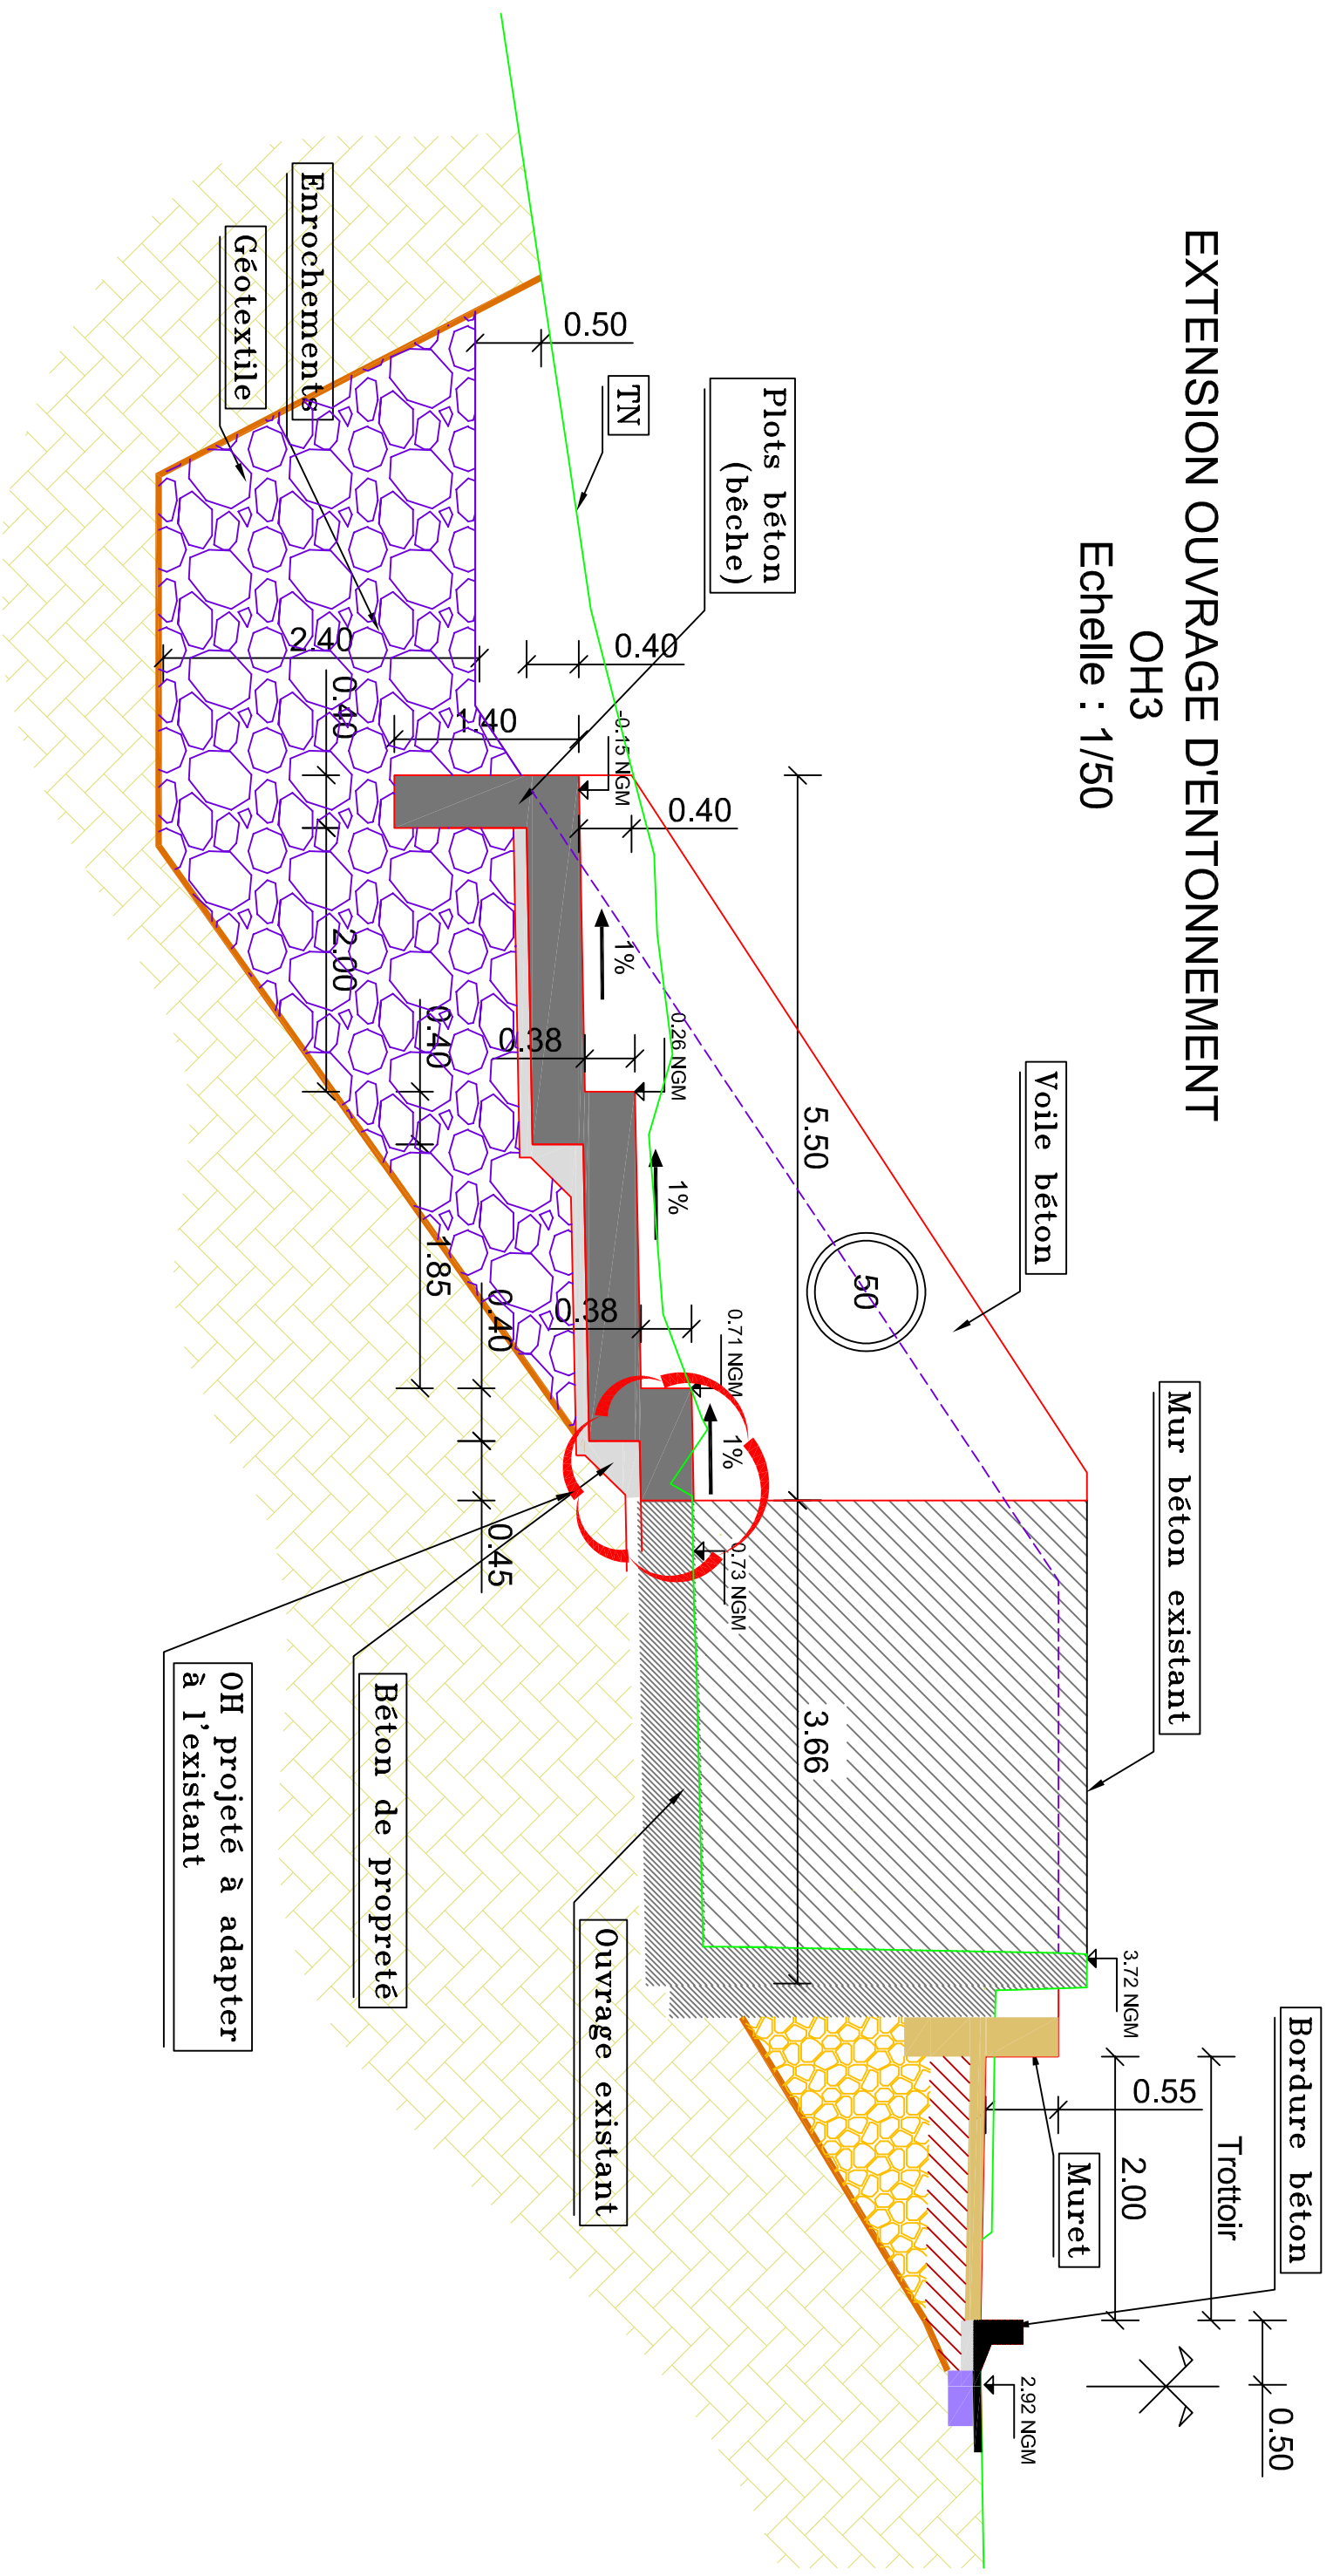 EXTENSION OUVRAGE D'ENTONNEMENT
OH3
Echelle : 1/50
Enrochements
Géotextile
0.50
TN
Plots béton
(bêche)
2.40
0.40
0.40
1.40
-0.15 NGM
0.40
2.00
1%
0.40
0.38
0.26 NGM
5.50
Voile béton
1.85
1%
50
0.40
0.38
0.71 NGM
1%
0.45
0.73 NGM
Mur béton existant
3.66
OH projeté à adapter
à l'existant
Béton de propreté
Ouvrage existant
3.72 NGM
Bordure béton
0.55
Trottoir
2.00
Muret
2.92 NGM
0.50